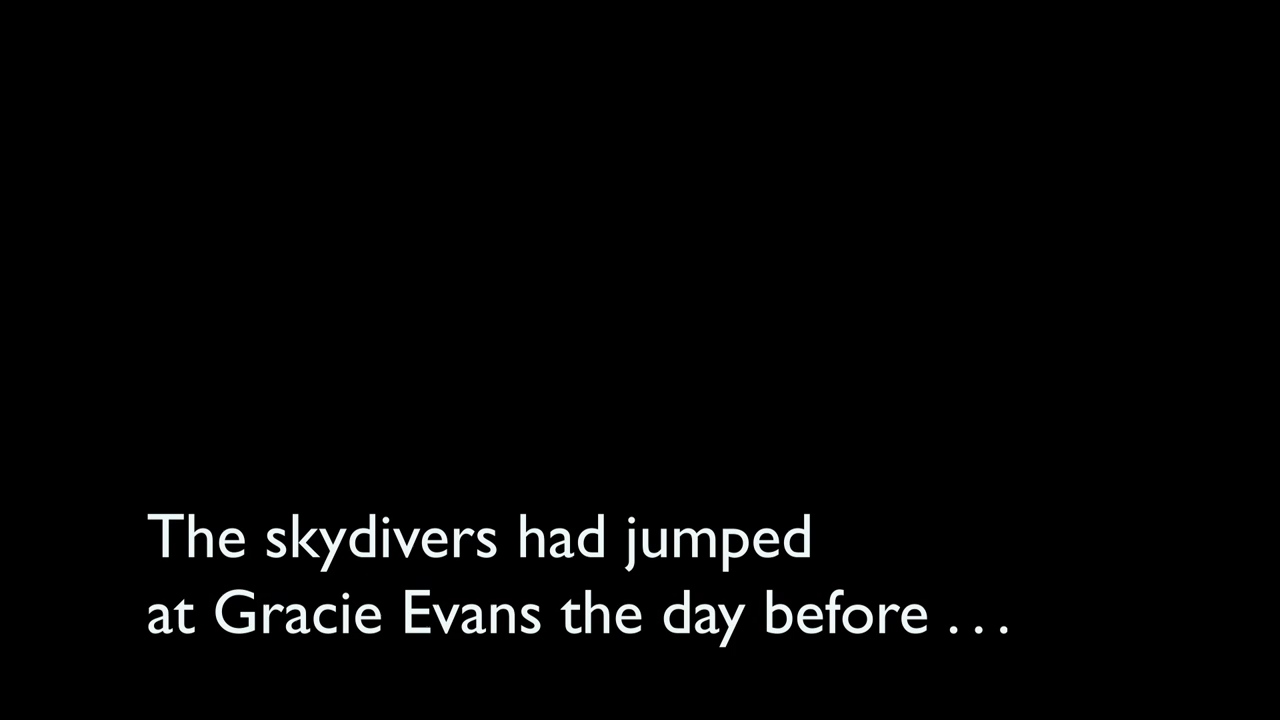 The skydivers had jumped
at Gracie Evans the day before . . .